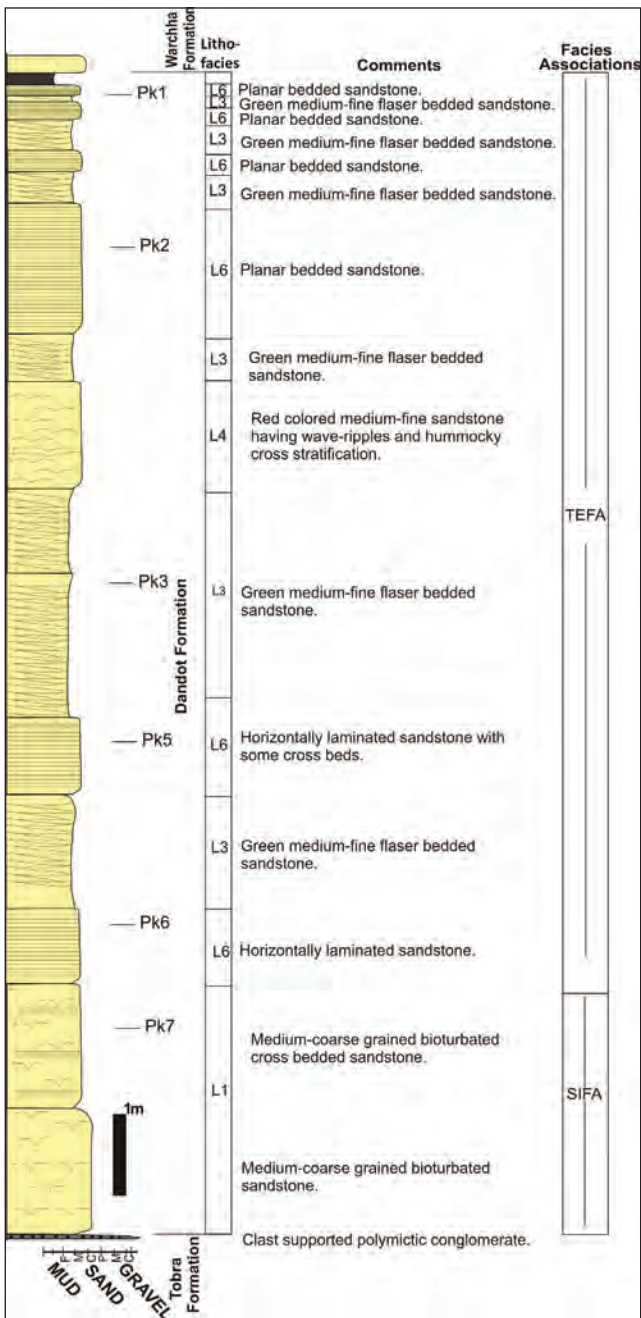 Warchha
Formation
Litho-
facies
Comments
Facies
Associations
Pk1
L6 Planar bedded sandstone.
L3 Green medium-fine flaser bedded sandstone.
L6 Planar bedded sandstone.
L3 Green medium-fine flaser bedded sandstone.
L6 Planar bedded sandstone.
L3 Green medium-fine flaser bedded sandstone.
Pk2
L6 Planar bedded sandstone.
L3 Green medium-fine flaser bedded
sandstone.
L4 Red colored medium-fine sandstone
having wave-ripples and hummocky
cross stratification.
TEFA
Pk3
L3 Green medium-fine flaser bedded
sandstone.
Dandot Formation
Pk5
L6 Horizontally laminated sandstone with
some cross beds.
L3 Green medium-fine flaser bedded
sandstone.
Pk6
L6 Horizontally laminated sandstone.
Pk7
Medium-coarse grained bioturbated
cross bedded sandstone.
L1
SIFA
1m
Medium-coarse grained bioturbated
sandstone.
Clast supported polymictic conglomerate.
F M C F M C
MUD SAND GRAVEL
Tobra
Formation